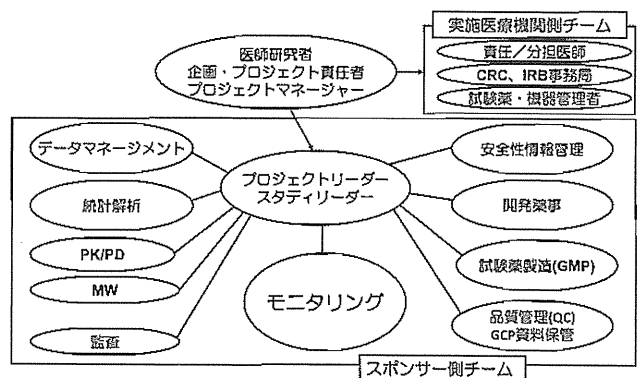 実施医療機関側チーム
医師研究者
企画・プロジェクト責任者
プロジェクトマネージャー
責任/分担医師
CRC、IRB事務局
試験薬・機器管理者
データマネージメント
安全性情報管理
プロジェクトリーダー
スタディリーダー
統計解析
開発薬事
PK/PD
試験薬製造(GMP)
MW
モニタリング
品質管理(QC)
GCP資料保管
監査
スポンサー側チーム